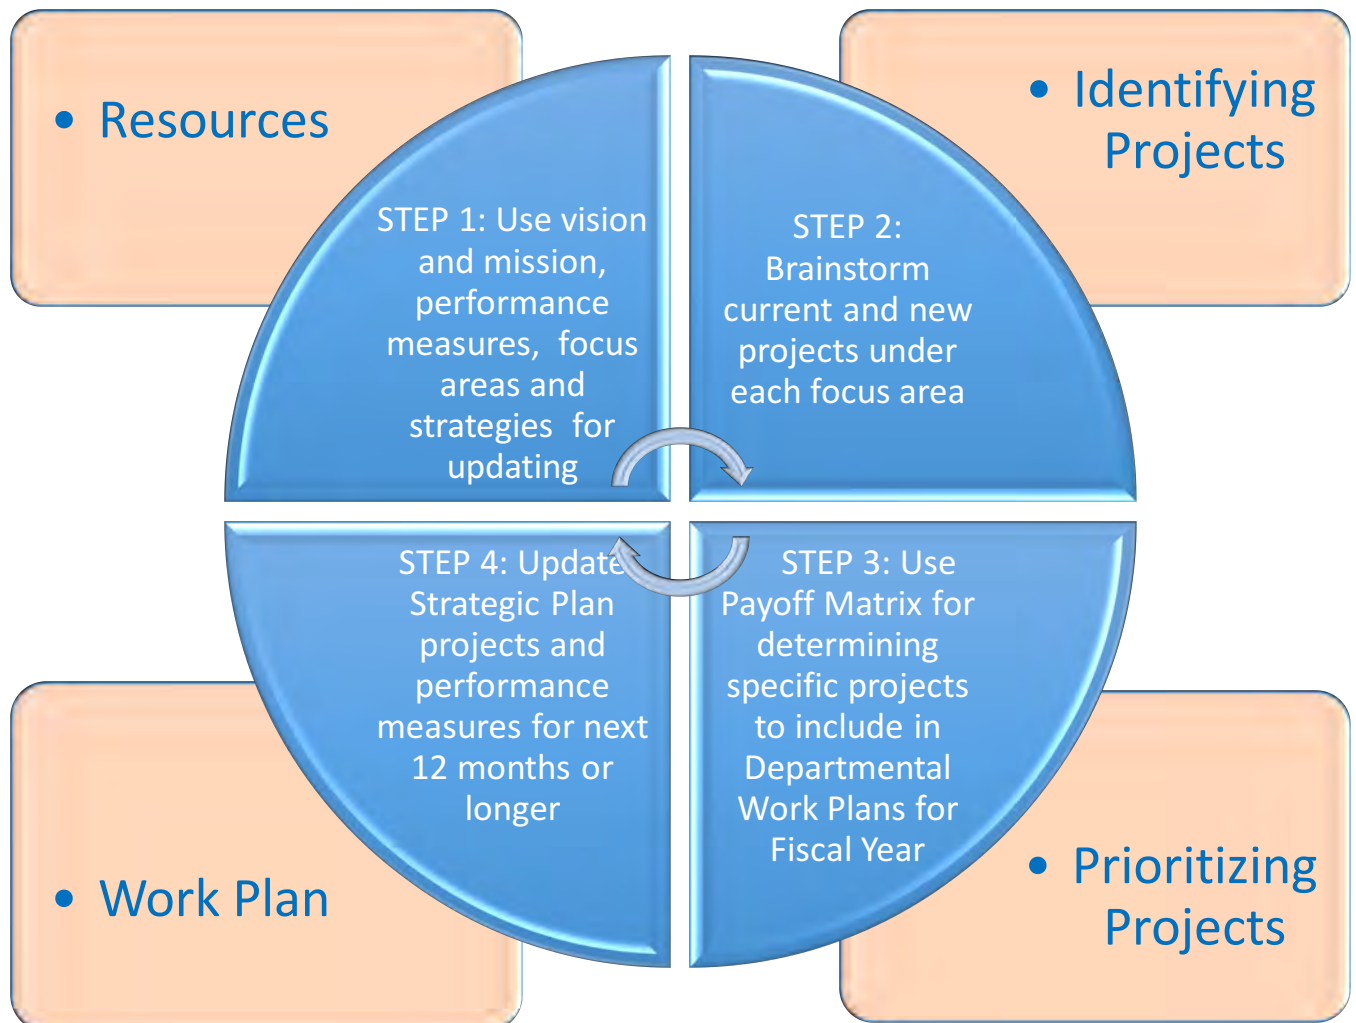 • Resources
STEP 1: Use vision
and mission,
performance
measures, focus
areas and
strategies for
updating
• Identifying
Projects
STEP 2:
Brainstorm
current and new
projects under
each focus area
STEP 4: Update
Strategic Plan
projects and
performance
measures for next
12 months or
longer
• Work Plan
STEP 3: Use
Payoff Matrix for
determining
specific projects
to include in
Departmental
Work Plans for
Fiscal Year
• Prioritizing
Projects